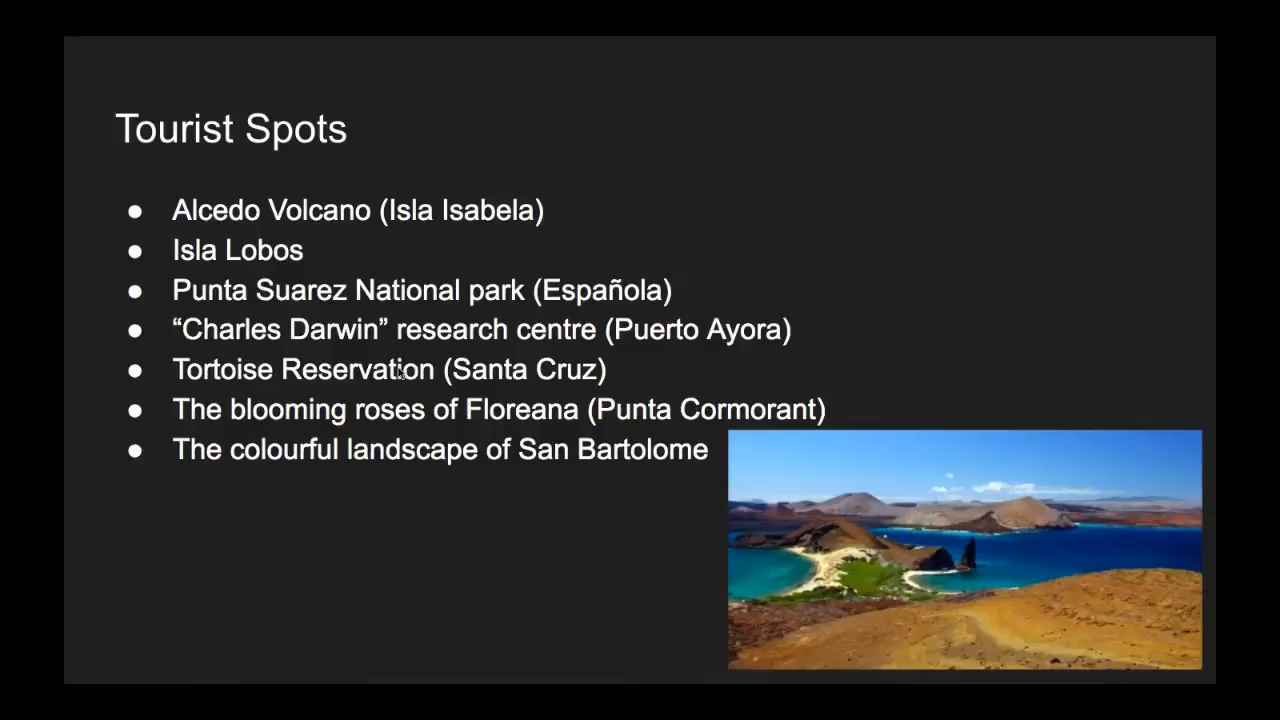 Tourist Spots
● Alcedo Volcano (Isla Isabela)
● Isla Lobos
● Punta Suarez National park (Española)
● “Charles Darwin” research centre (Puerto Ayora)
● Tortoise Reservation (Santa Cruz)
● The blooming roses of Floreana (Punta Cormorant)
● The colourful landscape of San Bartolome